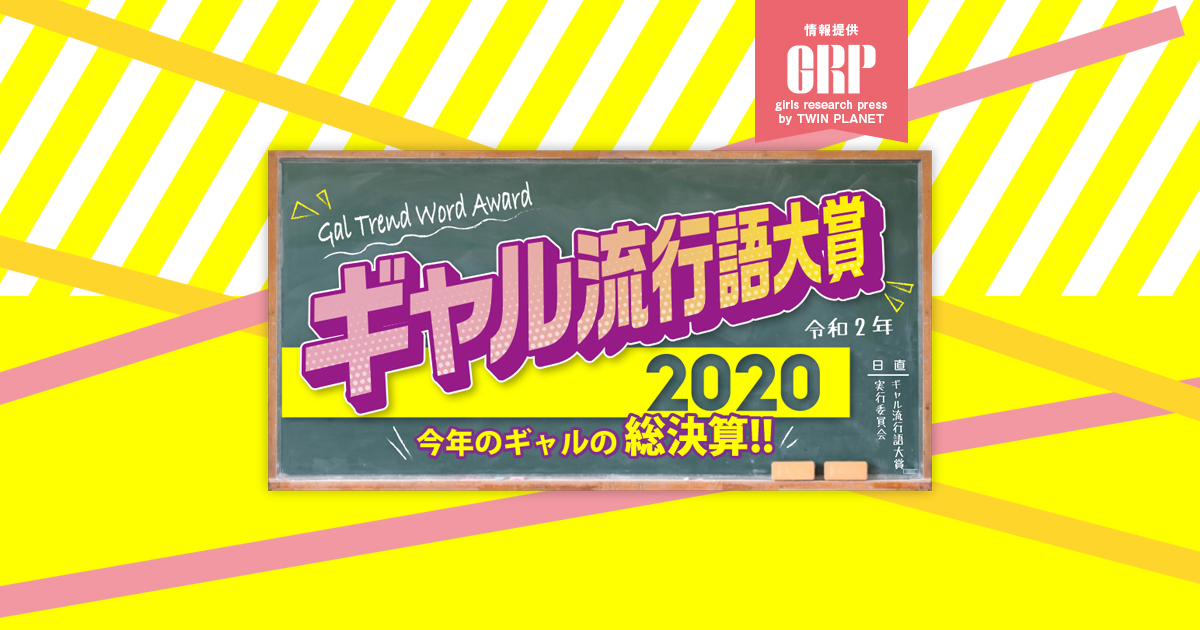 情報提供
GRP
girls research press
by TWIN PLANET
Gal Trend Word Award
ギャル流行語大賞
令和2年
2020
今年のギャルの総決算!!
日直
ギャル流行語大賞
実行委員会